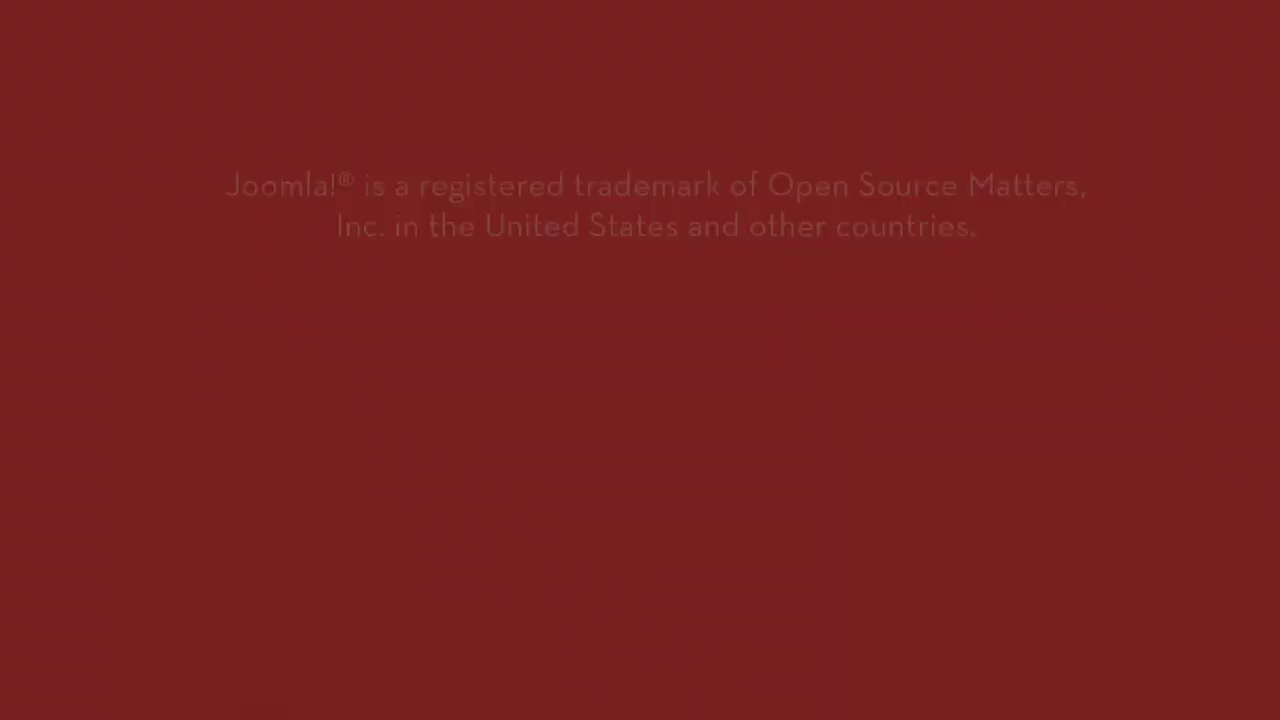 Joomla!® is a registered trademark of Open Source Matters,
Inc. in the United States and other countries.